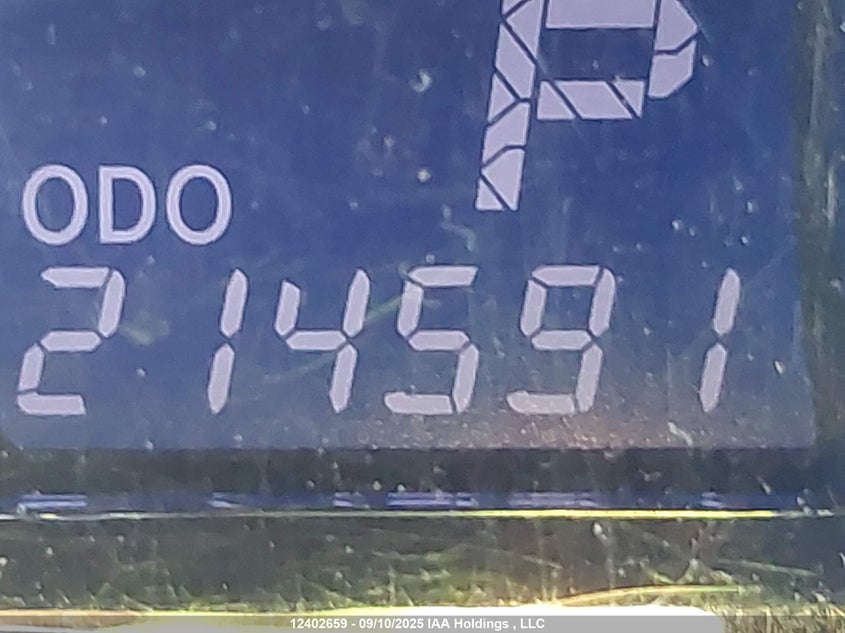 P
ODO
214591
12402659 - 09/10/2025 IAA Holdings , LLC